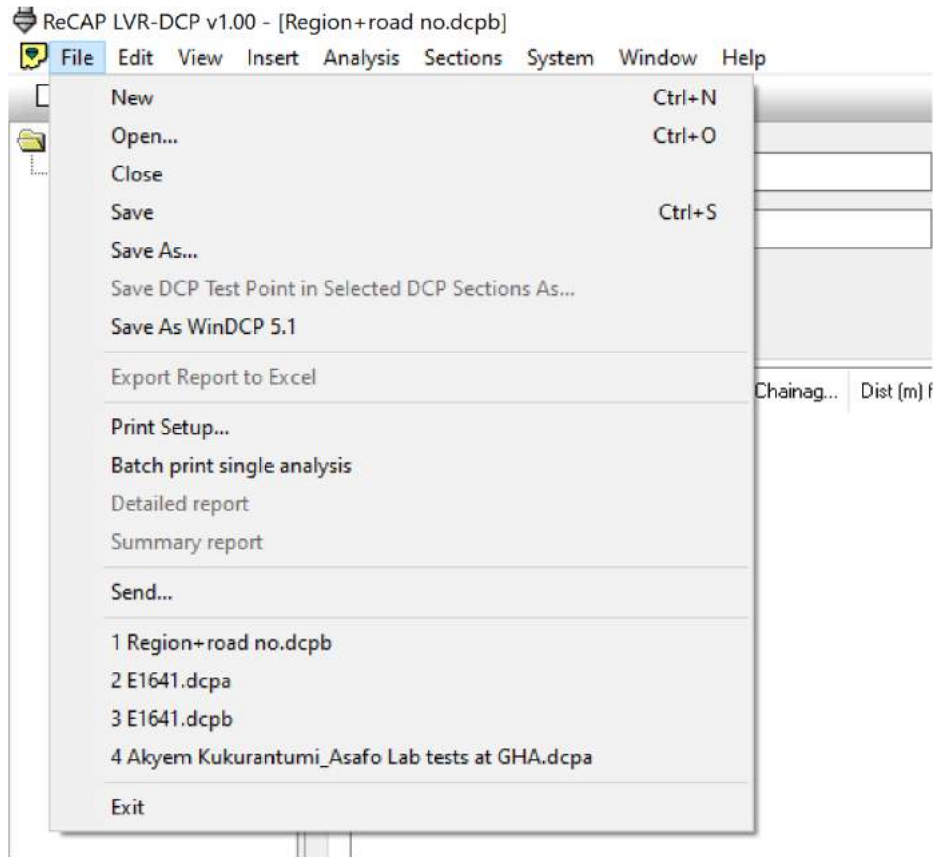 ReCAP LVR-DCP v1.00 - [Region+road no.dcpb]
File Edit View Insert Analysis Sections System Window Help
New Ctrl+N
Open... Ctrl+O
Close
Save Ctrl+S
Save As...
Save DCP Test Point in Selected DCP Sections As...
Save As WinDCP 5.1
Export Report to Excel
Chainag... Dist (m) f
Print Setup...
Batch print single analysis
Detailed report
Summary report
Send...
1 Region+road no.dcpb
2 E1641.dcpa
3 E1641.dcpb
4 Akyem Kukurantumi_Asafo Lab tests at GHA.dcpa
Exit